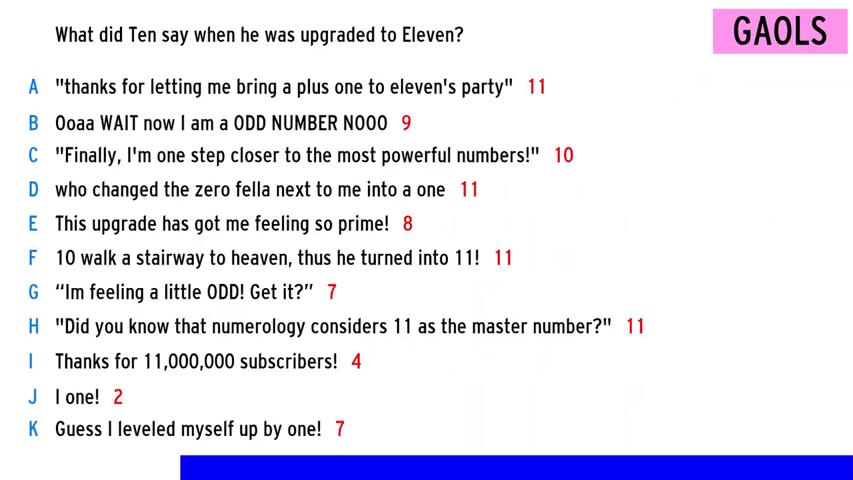 What did Ten say when he was upgraded to Eleven?
GAOLS
A "thanks for letting me bring a plus one to eleven's party" 11
B Ooaa WAIT now I am a ODD NUMBER NOOO 9
C "Finally, I'm one step closer to the most powerful numbers!" 10
D who changed the zero fella next to me into a one 11
E This upgrade has got me feeling so prime! 8
F 10 walk a stairway to heaven, thus he turned into 11! 11
G “Im feeling a little ODD! Get it?” 7
H "Did you know that numerology considers 11 as the master number?" 11
I Thanks for 11,000,000 subscribers! 4
J I one! 2
K Guess I leveled myself up by one! 7